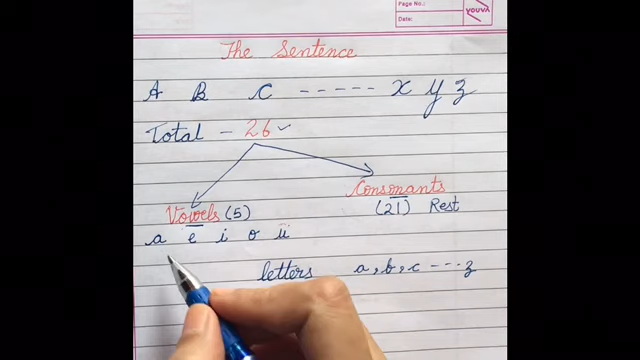 Page No.:
Date:
YOUVA
The Sentence
A B C ----- x y z
Total - 26 ✓
Consonants
Vowels (5)
(21) Rest
a e i o u
letters a, b, c --- z